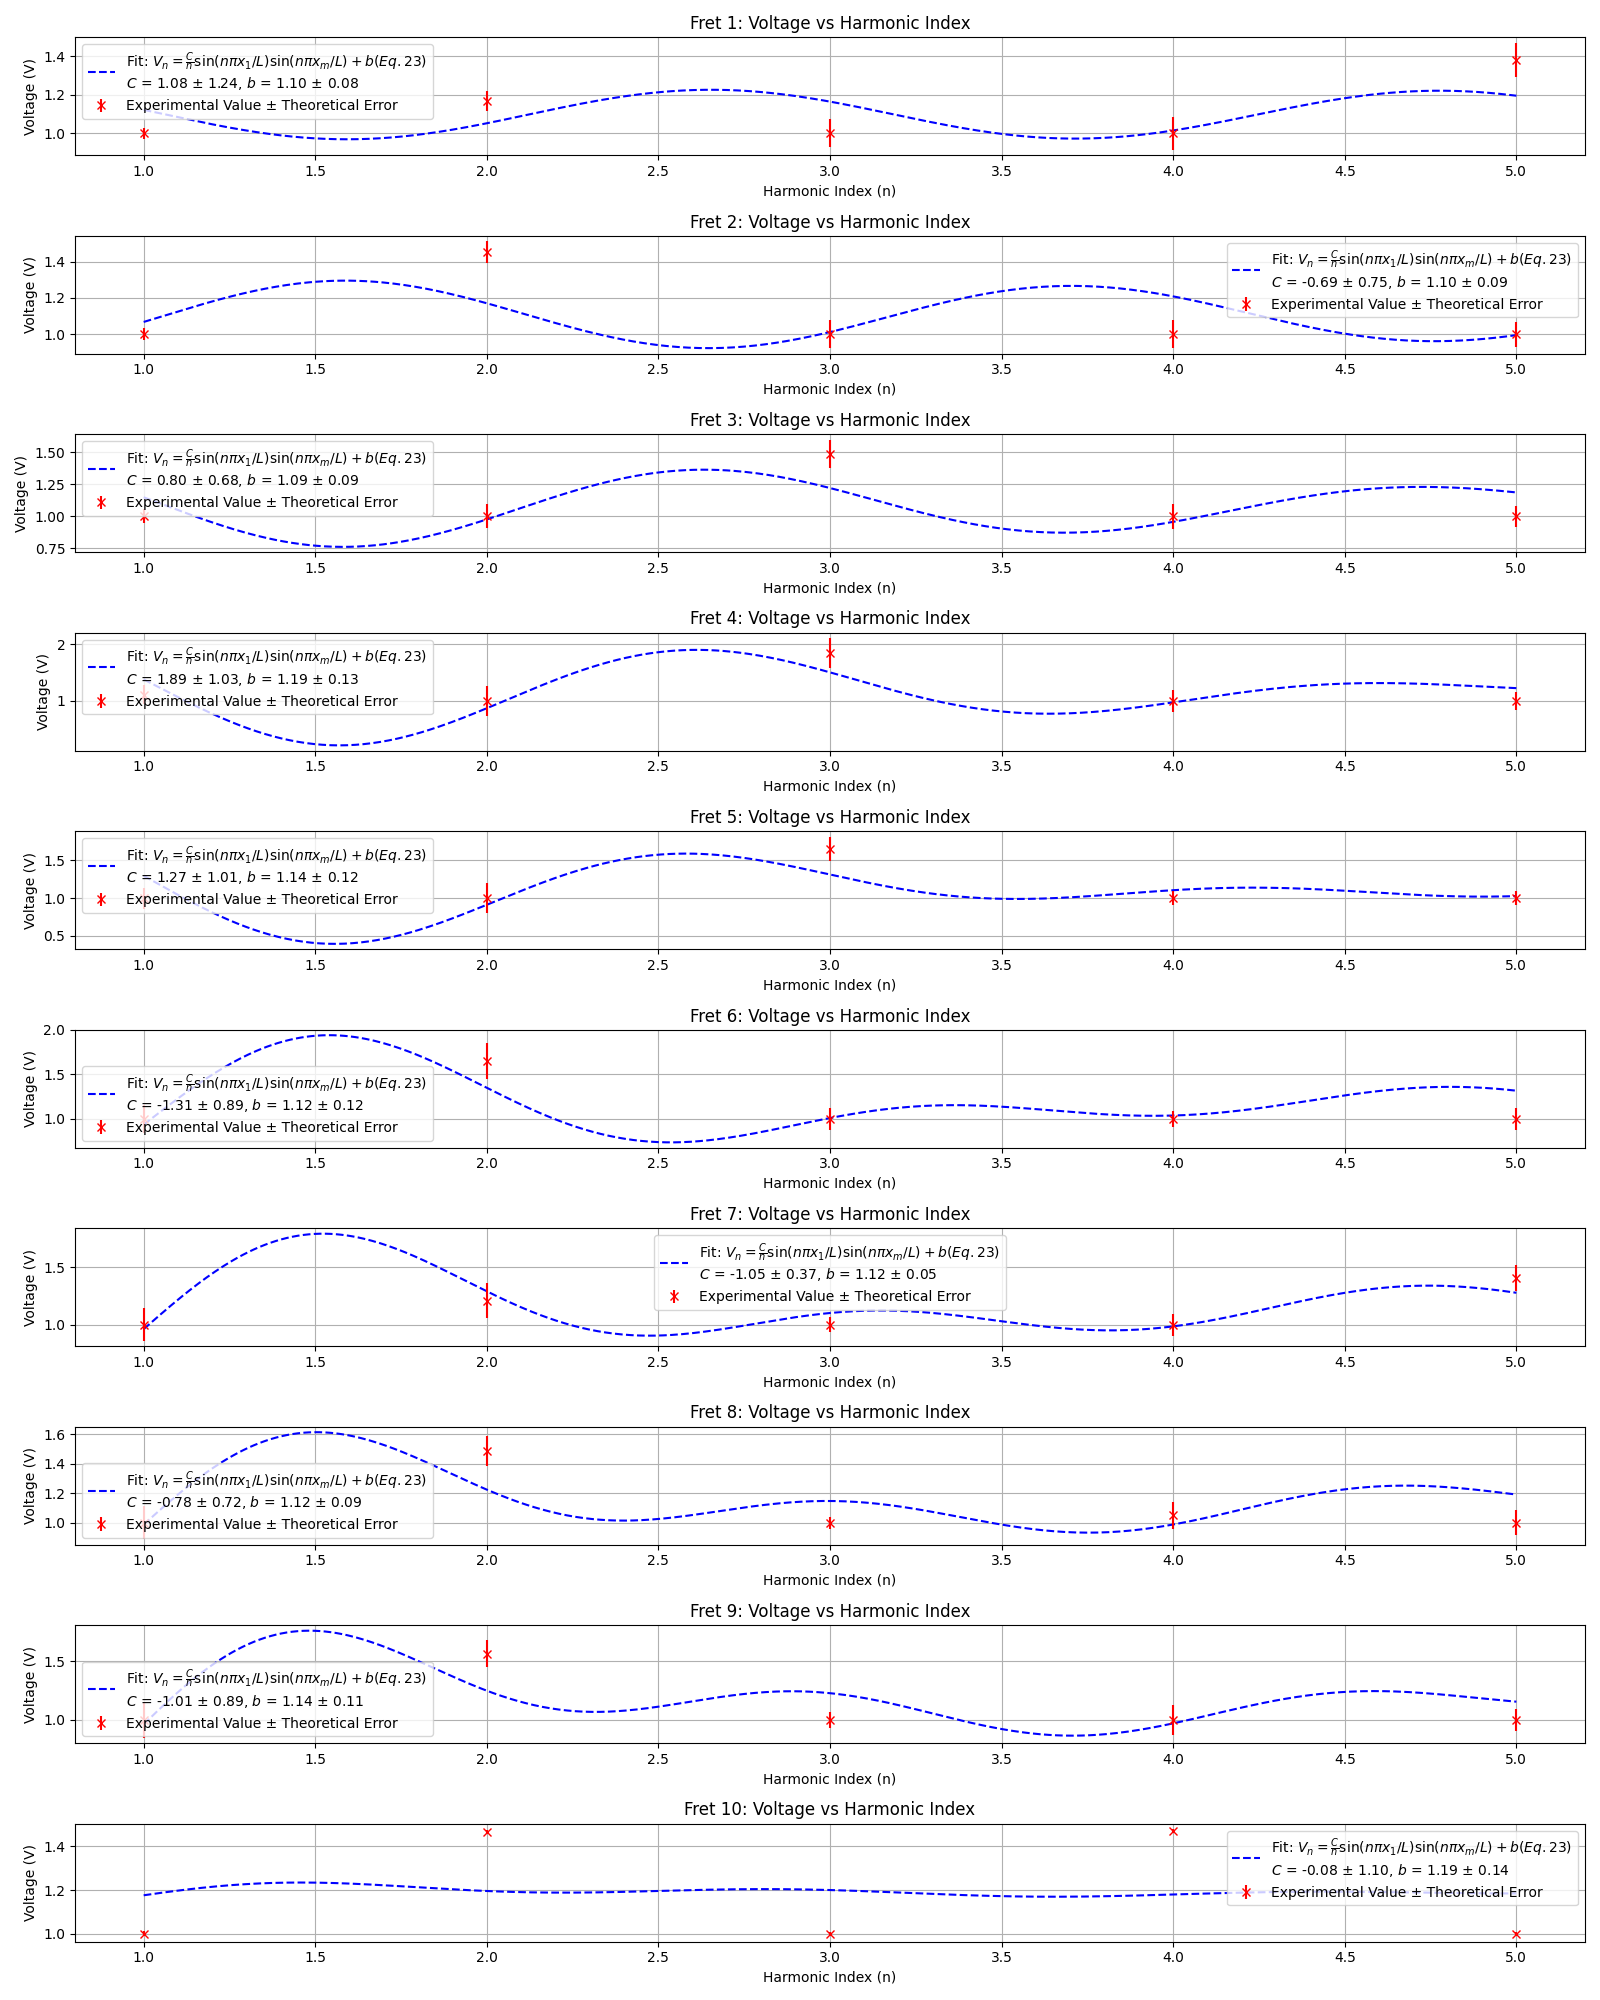 Fret 1: Voltage vs Harmonic Index
Voltage (V)
1.4
1.2
1.0
Fit: V_n = C/n sin(nπx_1/L)sin(nπx_m/L) + b(Eq.23)
C = 1.08 ± 1.24, b = 1.10 ± 0.08
Experimental Value ± Theoretical Error
1.0 1.5 2.0 2.5 3.0 3.5 4.0 4.5 5.0
Harmonic Index (n)
Fret 2: Voltage vs Harmonic Index
Voltage (V)
1.4
1.2
1.0
Fit: V_n = C/n sin(nπx_1/L)sin(nπx_m/L) + b(Eq.23)
C = -0.69 ± 0.75, b = 1.10 ± 0.09
Experimental Value ± Theoretical Error
1.0 1.5 2.0 2.5 3.0 3.5 4.0 4.5 5.0
Harmonic Index (n)
Fret 3: Voltage vs Harmonic Index
Voltage (V)
1.50
1.25
1.00
0.75
Fit: V_n = C/n sin(nπx_1/L)sin(nπx_m/L) + b(Eq.23)
C = 0.80 ± 0.68, b = 1.09 ± 0.09
Experimental Value ± Theoretical Error
1.0 1.5 2.0 2.5 3.0 3.5 4.0 4.5 5.0
Harmonic Index (n)
Fret 4: Voltage vs Harmonic Index
Voltage (V)
2
1
Fit: V_n = C/n sin(nπx_1/L)sin(nπx_m/L) + b(Eq.23)
C = 1.89 ± 1.03, b = 1.19 ± 0.13
Experimental Value ± Theoretical Error
1.0 1.5 2.0 2.5 3.0 3.5 4.0 4.5 5.0
Harmonic Index (n)
Fret 5: Voltage vs Harmonic Index
Voltage (V)
1.5
1.0
0.5
Fit: V_n = C/n sin(nπx_1/L)sin(nπx_m/L) + b(Eq.23)
C = 1.27 ± 1.01, b = 1.14 ± 0.12
Experimental Value ± Theoretical Error
1.0 1.5 2.0 2.5 3.0 3.5 4.0 4.5 5.0
Harmonic Index (n)
Fret 6: Voltage vs Harmonic Index
Voltage (V)
2.0
1.5
1.0
Fit: V_n = C/n sin(nπx_1/L)sin(nπx_m/L) + b(Eq.23)
C = -1.31 ± 0.89, b = 1.12 ± 0.12
Experimental Value ± Theoretical Error
1.0 1.5 2.0 2.5 3.0 3.5 4.0 4.5 5.0
Harmonic Index (n)
Fret 7: Voltage vs Harmonic Index
Voltage (V)
1.5
1.0
Fit: V_n = C/n sin(nπx_1/L)sin(nπx_m/L) + b(Eq.23)
C = -1.05 ± 0.37, b = 1.12 ± 0.05
Experimental Value ± Theoretical Error
1.0 1.5 2.0 2.5 3.0 3.5 4.0 4.5 5.0
Harmonic Index (n)
Fret 8: Voltage vs Harmonic Index
Voltage (V)
1.6
1.4
1.2
1.0
Fit: V_n = C/n sin(nπx_1/L)sin(nπx_m/L) + b(Eq.23)
C = -0.78 ± 0.72, b = 1.12 ± 0.09
Experimental Value ± Theoretical Error
1.0 1.5 2.0 2.5 3.0 3.5 4.0 4.5 5.0
Harmonic Index (n)
Fret 9: Voltage vs Harmonic Index
Voltage (V)
1.5
1.0
Fit: V_n = C/n sin(nπx_1/L)sin(nπx_m/L) + b(Eq.23)
C = -1.01 ± 0.89, b = 1.14 ± 0.11
Experimental Value ± Theoretical Error
1.0 1.5 2.0 2.5 3.0 3.5 4.0 4.5 5.0
Harmonic Index (n)
Fret 10: Voltage vs Harmonic Index
Voltage (V)
1.4
1.2
1.0
Fit: V_n = C/n sin(nπx_1/L)sin(nπx_m/L) + b(Eq.23)
C = -0.08 ± 1.10, b = 1.19 ± 0.14
Experimental Value ± Theoretical Error
1.0 1.5 2.0 2.5 3.0 3.5 4.0 4.5 5.0
Harmonic Index (n)